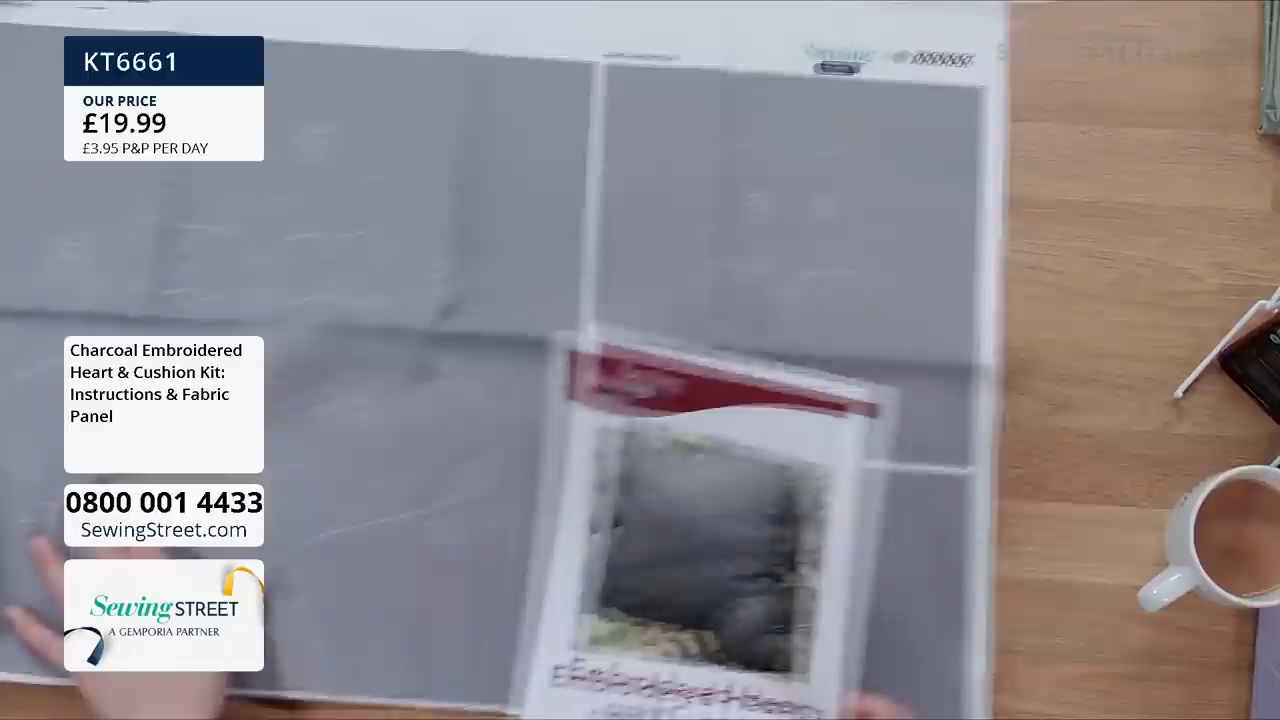 KT6661
OUR PRICE
£19.99
£3.95 P&P PER DAY
Charcoal Embroidered
Heart & Cushion Kit:
Instructions & Fabric
Panel
0800 001 4433
SewingStreet.com
Sewing STREET
A GEMPORIA PARTNER